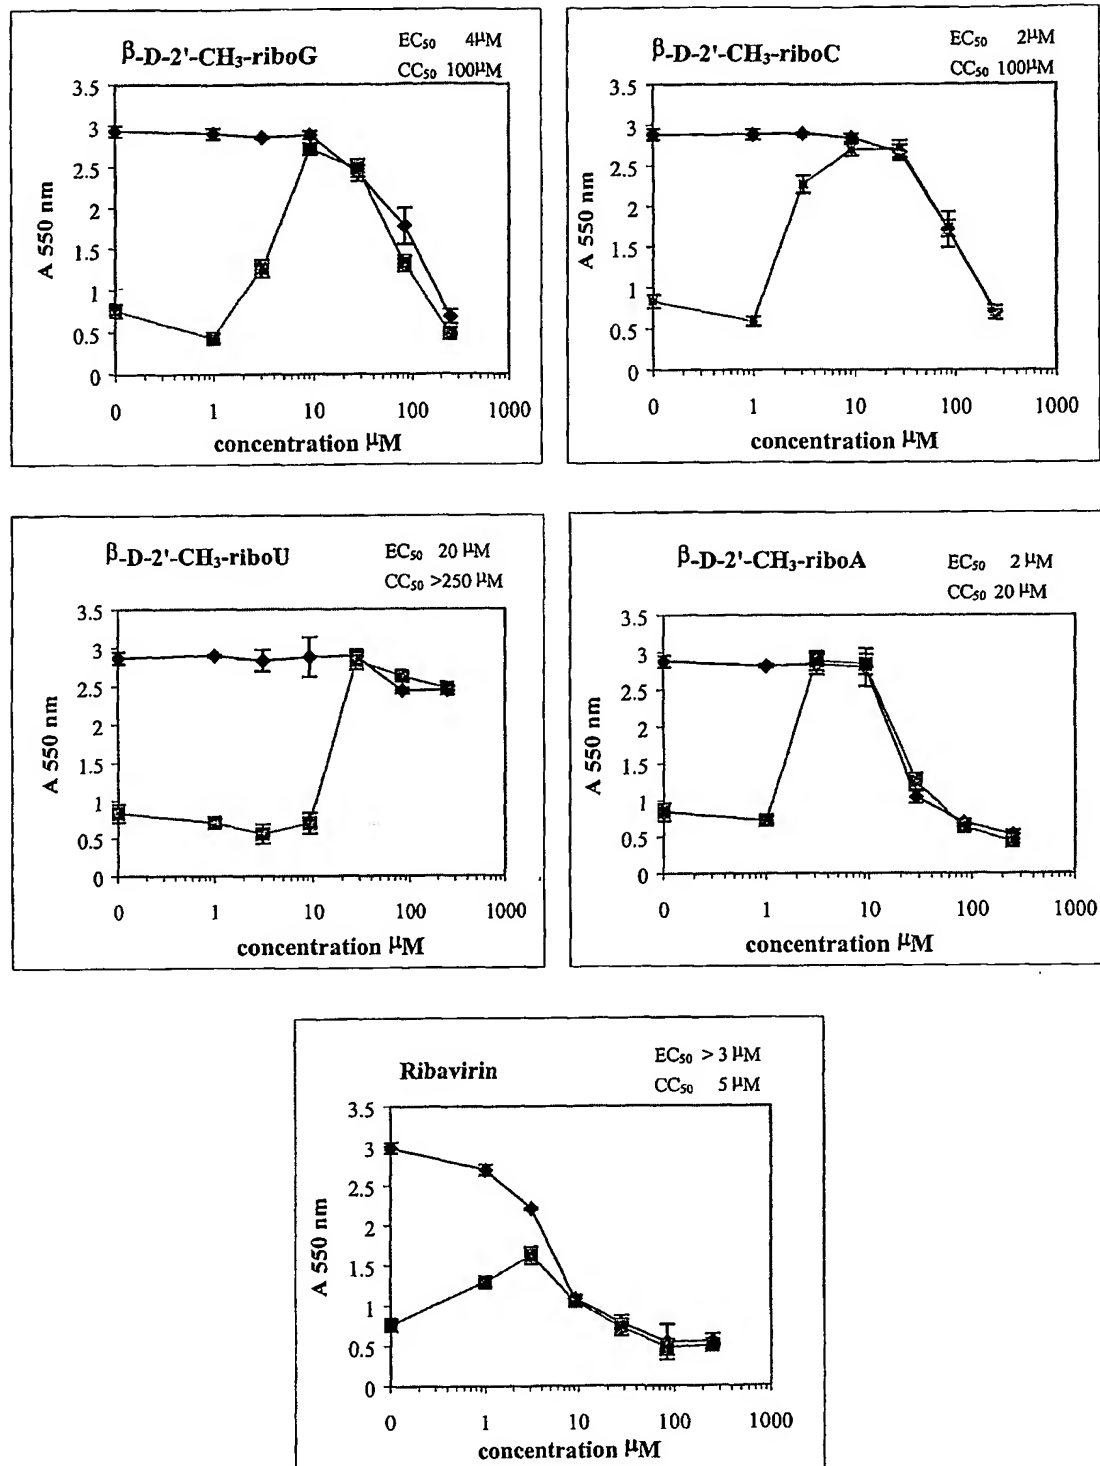 β-D-2'-CH₃-riboG
EC₅₀ 4μM
CC₅₀ 100μM
3.5
3
2.5
2
1.5
1
0.5
0
A 550 nm
0 1 10 100 1000
concentration μM
β-D-2'-CH₃-riboC
EC₅₀ 2μM
CC₅₀ 100μM
3.5
3
2.5
2
1.5
1
0.5
0
A 550 nm
0 1 10 100 1000
concentration μM
β-D-2'-CH₃-riboU
EC₅₀ 20 μM
CC₅₀ >250 μM
3.5
3
2.5
2
1.5
1
0.5
0
A 550 nm
0 1 10 100 1000
concentration μM
β-D-2'-CH₃-riboA
EC₅₀ 2μM
CC₅₀ 20 μM
3.5
3
2.5
2
1.5
1
0.5
0
A 550 nm
0 1 10 100 1000
concentration μM
Ribavirin
EC₅₀ > 3 μM
CC₅₀ 5 μM
3.5
3
2.5
2
1.5
1
0.5
0
A 550 nm
0 1 10 100 1000
concentration μM